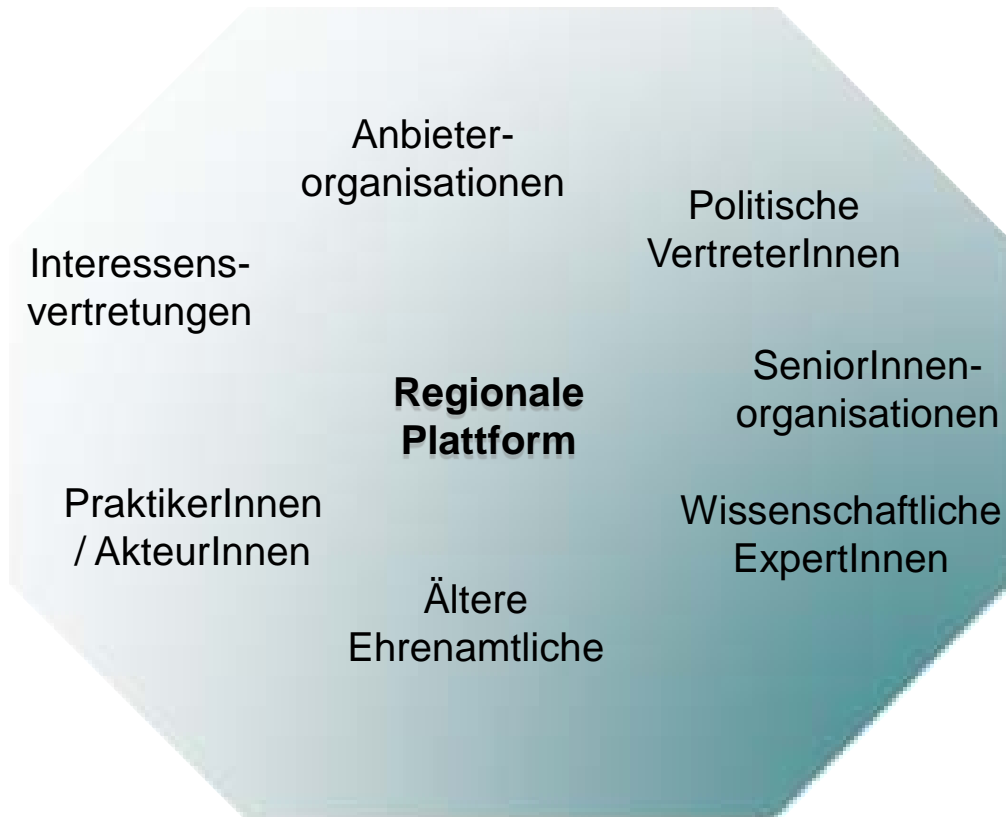 Anbieter-
organisationen
Politische
VertreterInnen
Interessens-
vertretungen
SeniorInnen-
organisationen
Regionale
Plattform
PraktikerInnen
/ AkteurInnen
Wissenschaftliche
ExpertInnen
Ältere
Ehrenamtliche